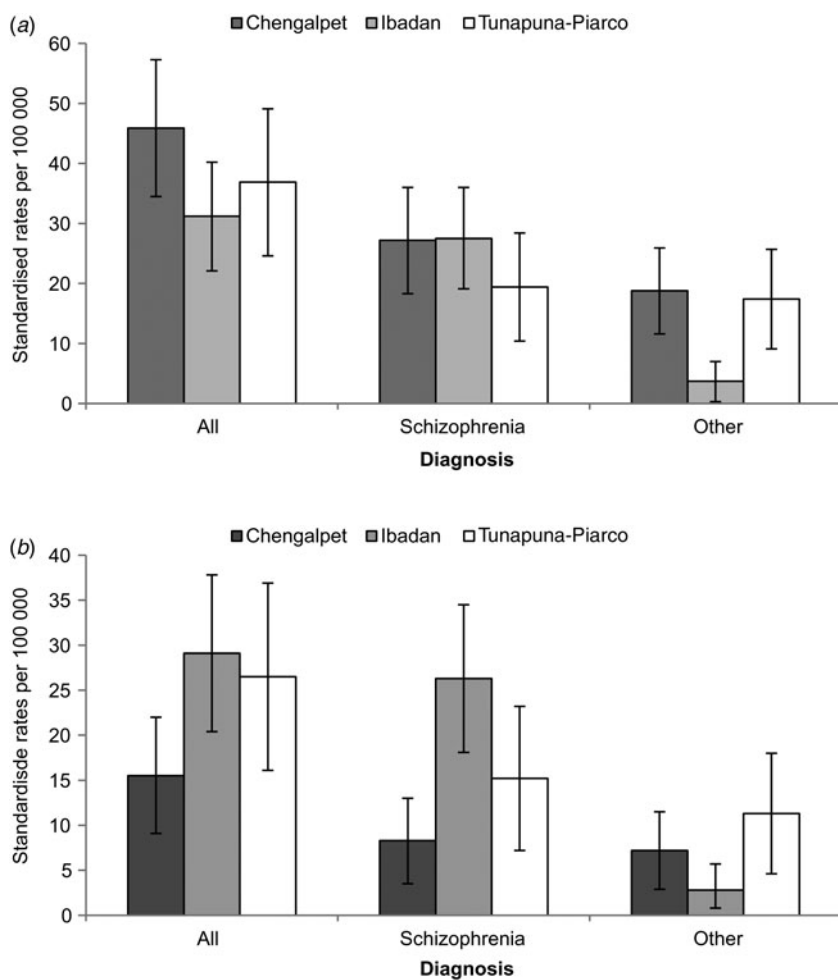 (a)
Chengalpet Ibadan Tunapuna-Piarco
Standardised rates per 100 000
60
50
40
30
20
10
0
All Schizophrenia Other
Diagnosis
(b)
Chengalpet Ibadan Tunapuna-Piarco
Standardisde rates per 100 000
40
35
30
25
20
15
10
5
0
All Schizophrenia Other
Diagnosis